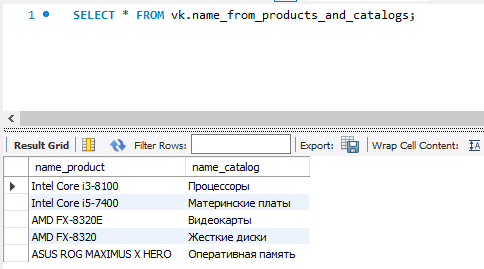 1 SELECT * FROM vk.name_from_products_and_catalogs;
Result Grid Filter Rows: Export: Wrap Cell Content:
name_product name_catalog
Intel Core i3-8100 Процессоры
Intel Core i5-7400 Материнские платы
AMD FX-8320E Видеокарты
AMD FX-8320 Жесткие диски
ASUS ROG MAXIMUS X HERO Оперативная память